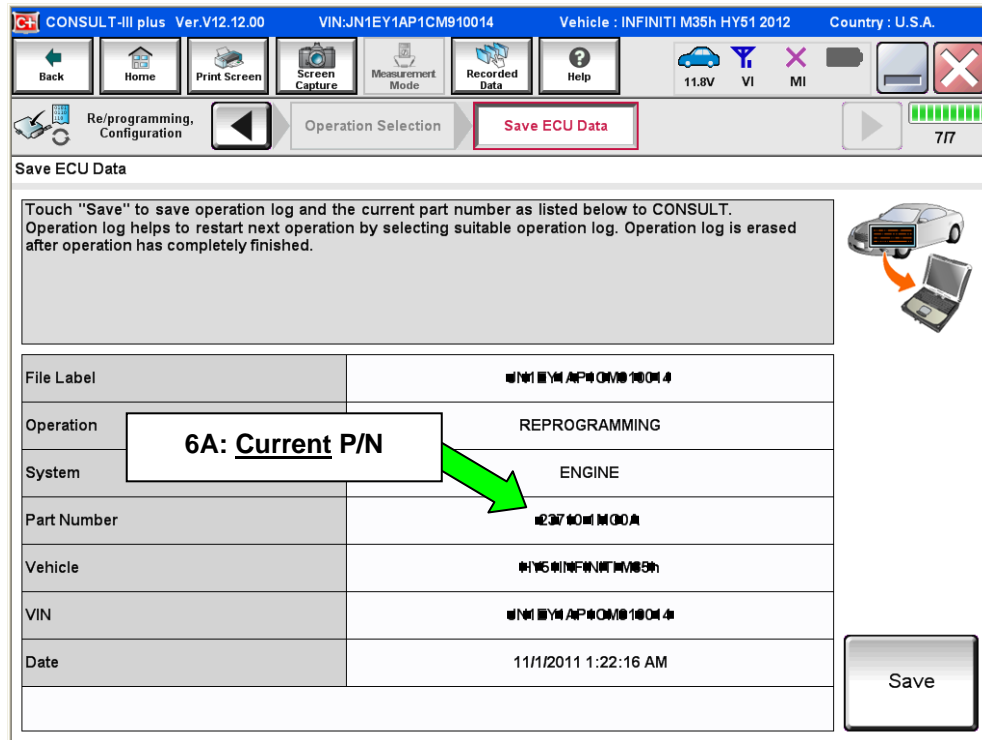 CONSULT-III plus Ver.V12.12.00 VIN:JN1EY1AP1CM910014 Vehicle : INFINITI M35h HY51 2012 Country : U.S.A.
Back Home Print Screen Screen Capture Measurement Mode Recorded Data Help 11.8V VI MI
Re/programming, Configuration Operation Selection Save ECU Data 7/7
Save ECU Data
Touch "Save" to save operation log and the current part number as listed below to CONSULT.
Operation log helps to restart next operation by selecting suitable operation log. Operation log is erased
after operation has completely finished.
File Label
Operation REPROGRAMMING
6A: Current P/N
System ENGINE
Part Number
Vehicle
VIN
Date 11/1/2011 1:22:16 AM
Save